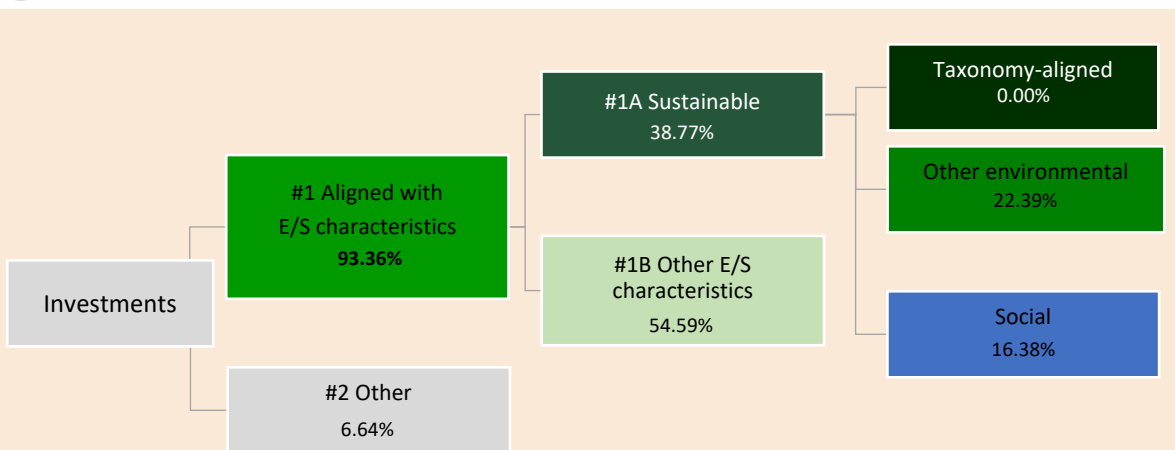 Investments
#1 Aligned with
E/S characteristics
93.36%
#2 Other
6.64%
#1A Sustainable
38.77%
#1B Other E/S
characteristics
54.59%
Taxonomy-aligned
0.00%
Other environmental
22.39%
Social
16.38%